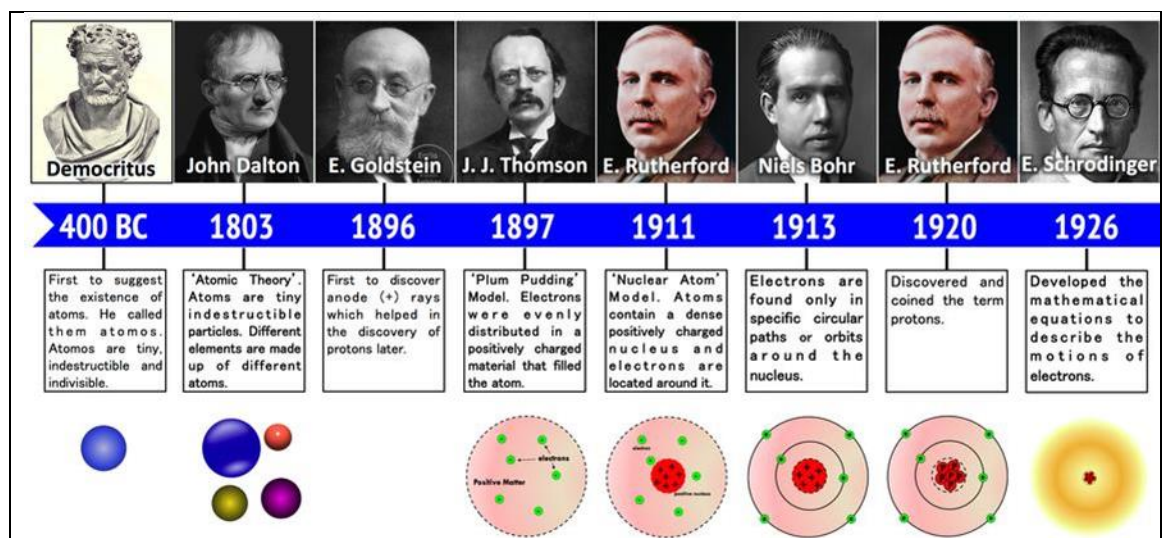 Democritus
John Dalton
E. Goldstein
J. J. Thomson
E. Rutherford
Niels Bohr
E. Rutherford
E. Schrodinger
400 BC
1803
1896
1897
1911
1913
1920
1926
First to suggest
the existence of
atoms. He called
them atomos.
Atomos are tiny,
indestructible and
indivisible.
'Atomic Theory'.
Atoms are tiny
indestructible
particles. Different
elements are made
up of different
atoms.
First to discover
anode (+) rays
which helped in
the discovery of
protons later.
'Plum Pudding'
Model. Electrons
were evenly
distributed in a
positively charged
material that filled
the atom.
'Nuclear Atom'
Model. Atoms
contain a dense
positively charged
nucleus and
electrons are
located around it.
Electrons are
found only in
specific circular
paths or orbits
around the
nucleus.
Discovered and
coined the term
protons.
Developed the
mathematical
equations to
describe the
motions of
electrons.
electrons
Positive Matter
electron
positive nucleus